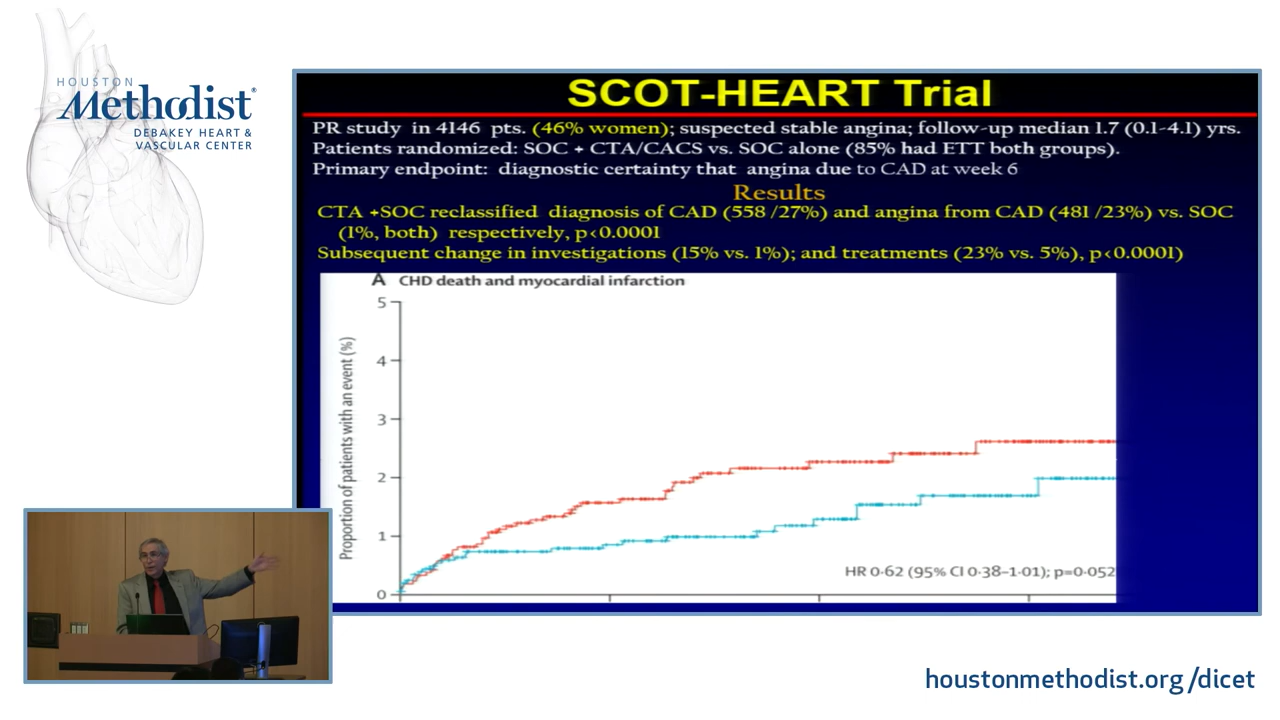 HOUSTON
Methodist®
DEBAKEY HEART &
VASCULAR CENTER
SCOT-HEART Trial
PR study in 4146 pts. (46% women); suspected stable angina; follow-up median 1.7 (0.1-4.1) yrs.
Patients randomized: SOC + CTA/CACS vs. SOC alone (85% had ETT both groups).
Primary endpoint: diagnostic certainty that angina due to CAD at week 6
Results
CTA +SOC reclassified diagnosis of CAD (558 /27%) and angina from CAD (481 /23%) vs. SOC
(1%, both) respectively, p<0.0001
Subsequent change in investigations (15% vs. 1%); and treatments (23% vs. 5%), p<0.0001)
A CHD death and myocardial infarction
Proportion of patients with an event (%)
5
4
3
2
1
0
HR 0·62 (95% CI 0·38–1·01); p=0·052
houstonmethodist.org/dicet